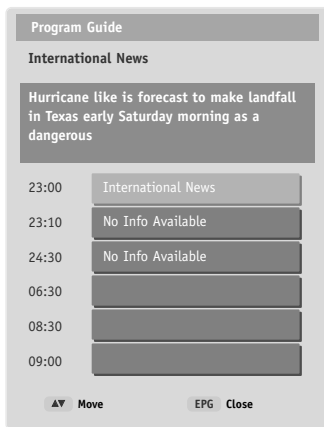 Program Guide
International News
Hurricane like is forecast to make landfall
in Texas early Saturday morning as a
dangerous
23:00 International News
23:10 No Info Available
24:30 No Info Available
06:30
08:30
09:00
▲▼ Move EPG Close